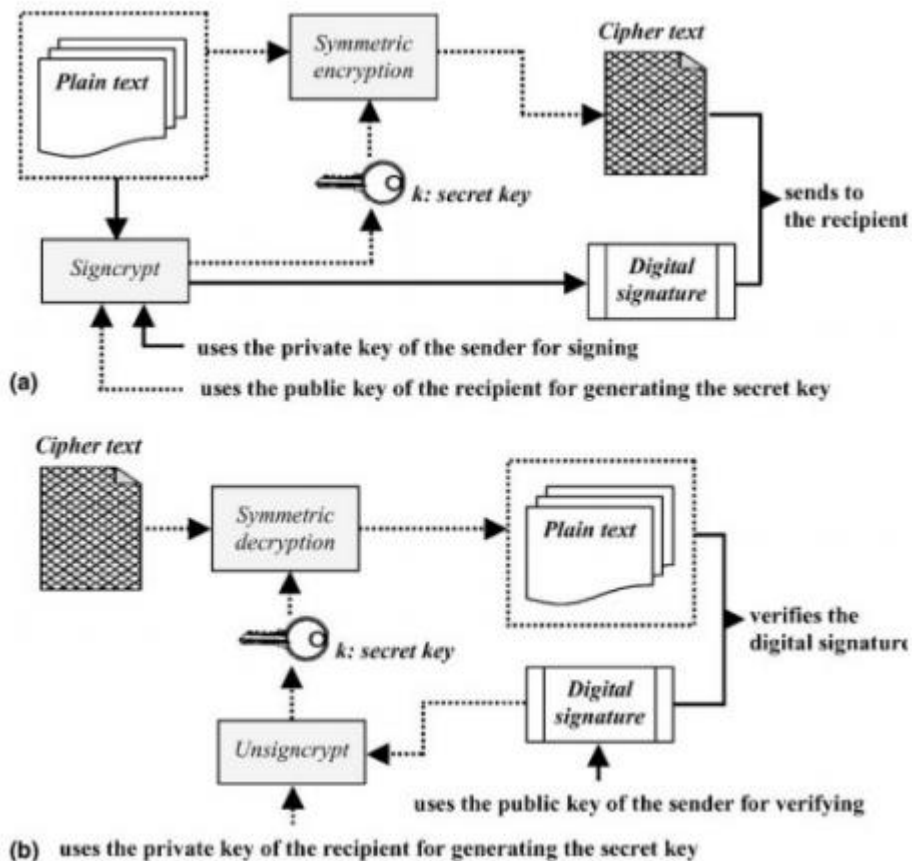 Plain text
Symmetric
encryption
Cipher text
k: secret key
sends to
the recipient
Signcrypt
Digital
signature
uses the private key of the sender for signing
(a)
uses the public key of the recipient for generating the secret key
Cipher text
Symmetric
decryption
Plain text
k: secret key
verifies the
digital signature
Unsigncrypt
Digital
signature
uses the public key of the sender for verifying
(b) uses the private key of the recipient for generating the secret key